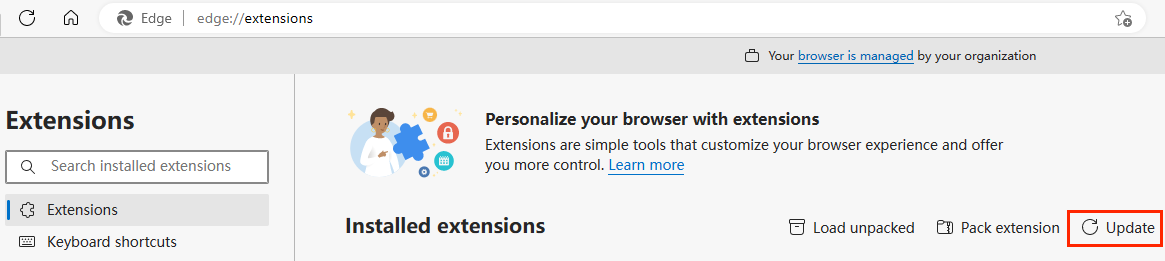 Edge edge://extensions
Your browser is managed by your organization
Extensions
Search installed extensions
Extensions
Keyboard shortcuts
Personalize your browser with extensions
Extensions are simple tools that customize your browser experience and offer
you more control. Learn more
Installed extensions
Load unpacked
Pack extension
Update